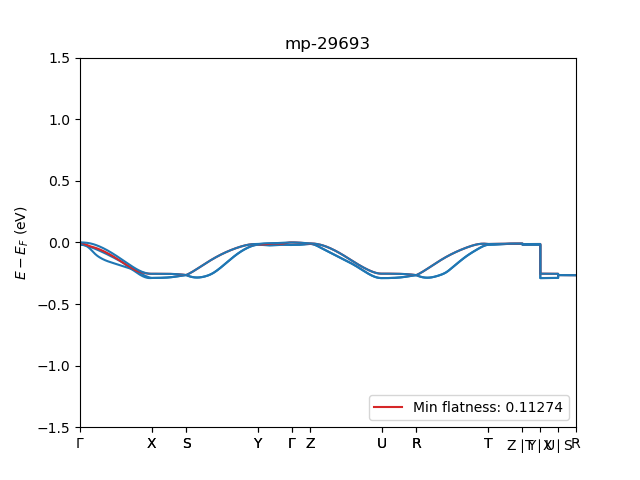 mp-29693
1.5
1.0
0.5
0.0
−0.5
−1.0
−1.5
E − E_F (eV)
Min flatness: 0.11274
Γ X S Y Γ Z U R T Z|T Y|X U|S R